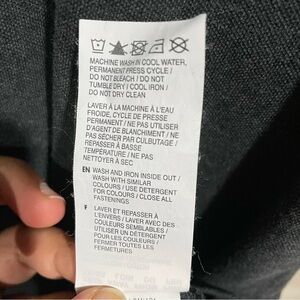 MACHINE WASH IN COOL WATER,
PERMANENT PRESS CYCLE /
DO NOT BLEACH / DO NOT
TUMBLE DRY / COOL IRON /
DO NOT DRY CLEAN
LAVER À LA MACHINE À L'EAU
FROIDE, CYCLE DE PRESSE
PERMANENT / NE PAS UTILISER
D'AGENT DE BLANCHIMENT / NE
PAS SÉCHER PAR CULBUTAGE /
REPASSER À BASSE
TEMPÉRATURE / NE PAS
NETTOYER À SEC
EN WASH AND IRON INSIDE OUT /
WASH WITH SIMILAR
COLOURS / USE DETERGENT
FOR COLOURS / CLOSE ALL
FASTENINGS
F LAVER ET REPASSER À
L'ENVERS / LAVER AVEC DES
COULEURS SEMBLABLES /
UTILISER UN DÉTERGENT
POUR LES COULEURS /
FERMER TOUTES LES
FERMETURES